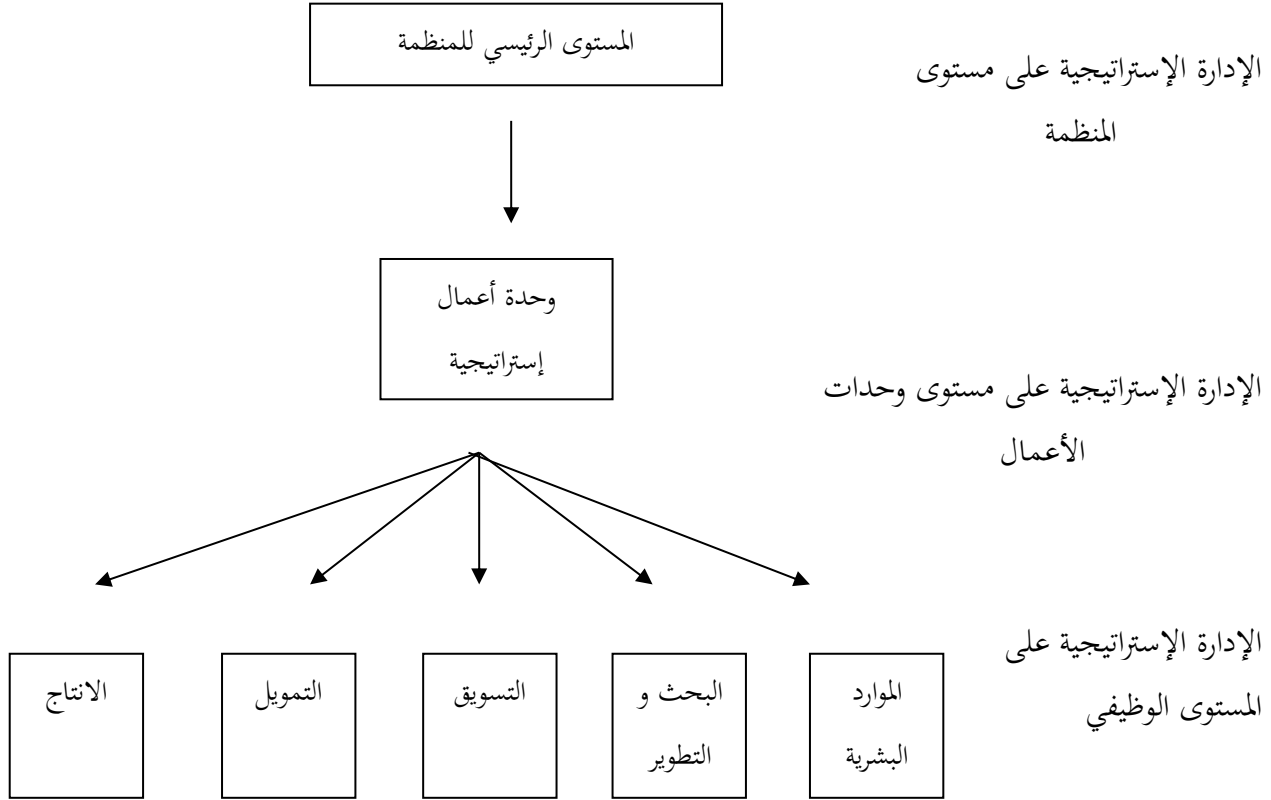 المستوى الرئيسي للمنظمة
الإدارة الإستراتيجية على مستوى
المنظمة
وحدة أعمال
إستراتيجية
الإدارة الإستراتيجية على مستوى وحدات
الأعمال
الإدارة الإستراتيجية على
المستوى الوظيفي
الموارد
البشرية
البحث و
التطوير
التسويق
التمويل
الانتاج